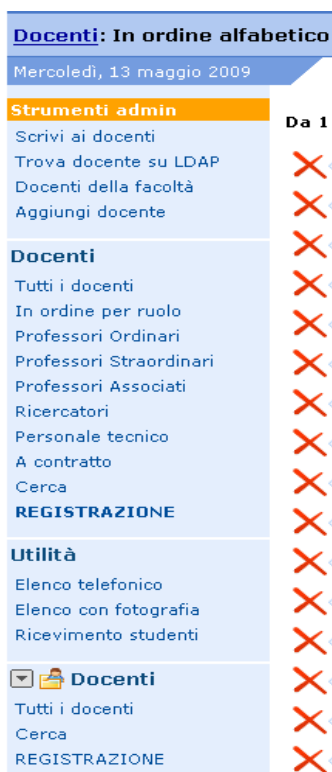 Docenti: In ordine alfabetico
Mercoledì, 13 maggio 2009
Strumenti admin
Da 1
Scrivi ai docenti
Trova docente su LDAP
Docenti della facoltà
Aggiungi docente
Docenti
Tutti i docenti
In ordine per ruolo
Professori Ordinari
Professori Straordinari
Professori Associati
Ricercatori
Personale tecnico
A contratto
Cerca
REGISTRAZIONE
Utilità
Elenco telefonico
Elenco con fotografia
Ricevimento studenti
Docenti
Tutti i docenti
Cerca
REGISTRAZIONE